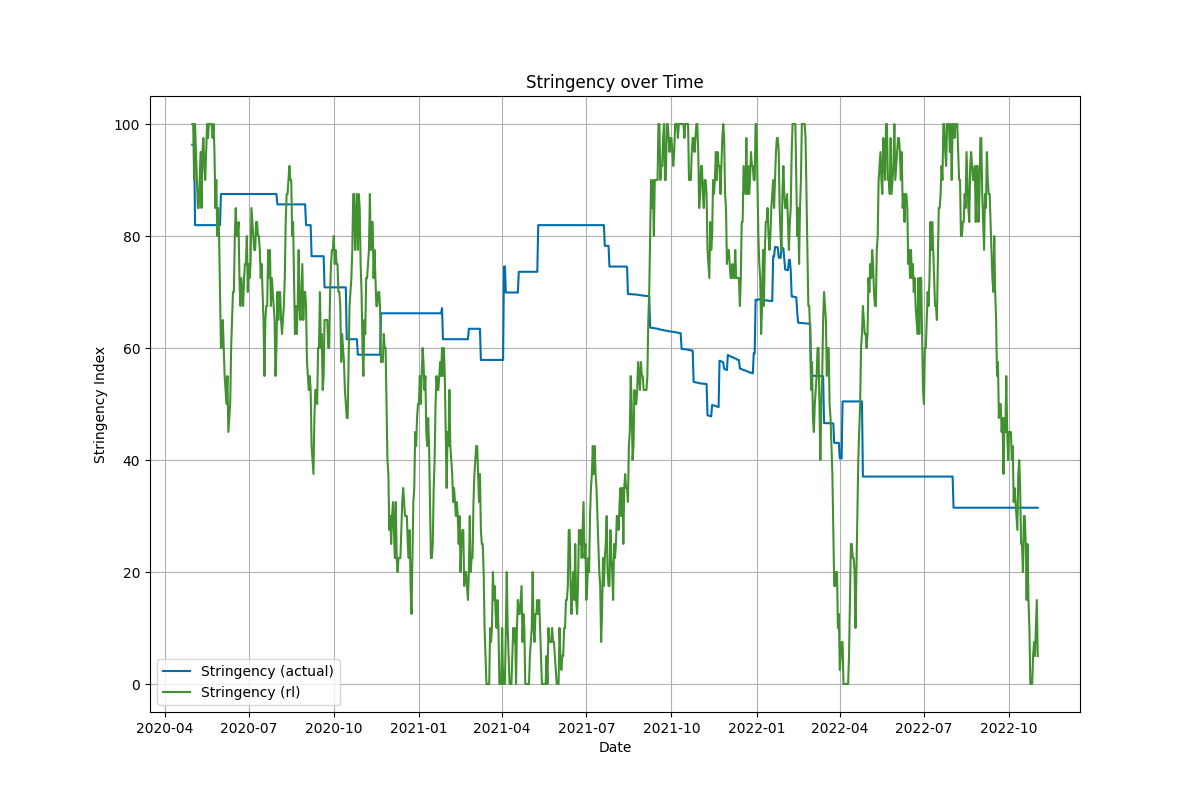 Stringency over Time
Stringency Index
100
80
60
40
20
0
Stringency (actual)
Stringency (rl)
2020-04 2020-07 2020-10 2021-01 2021-04 2021-07 2021-10 2022-01 2022-04 2022-07 2022-10
Date